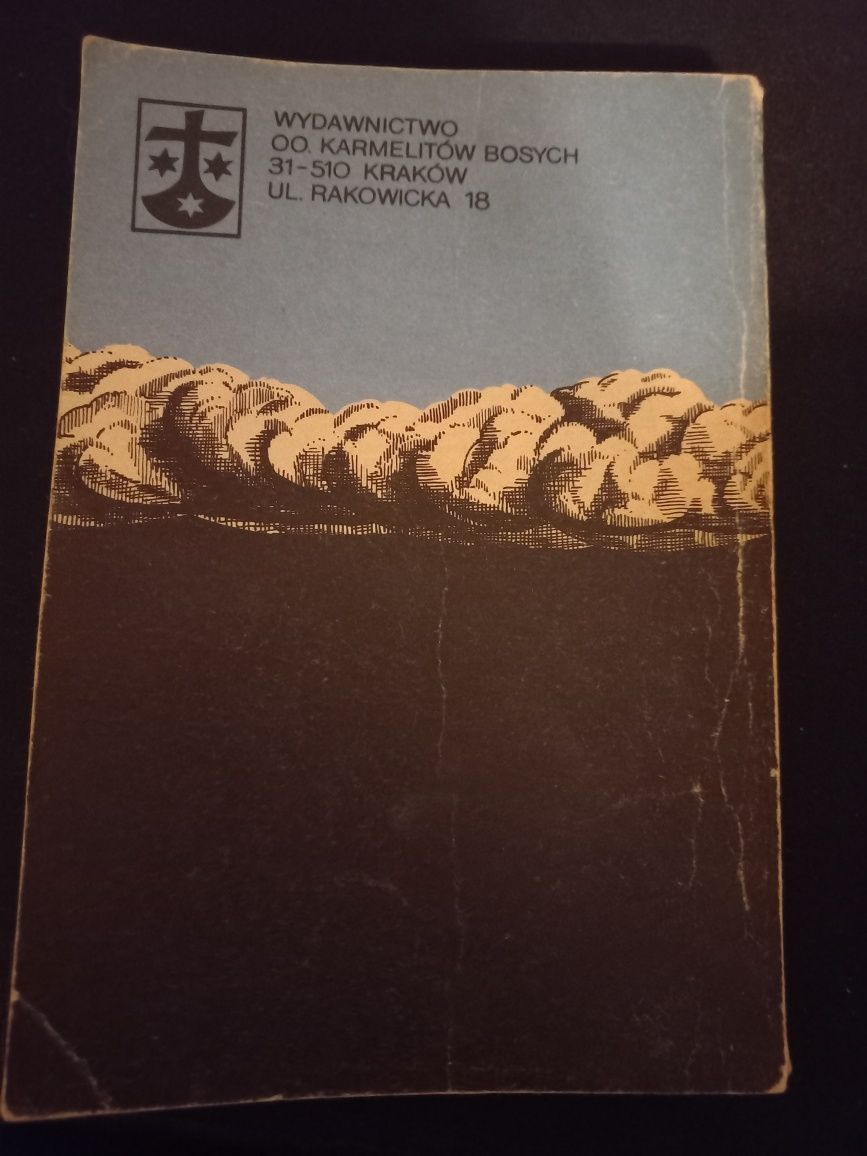 WYDAWNICTWO
OO. KARMELITÓW BOSYCH
31-510 KRAKÓW
UL. RAKOWICKA 18